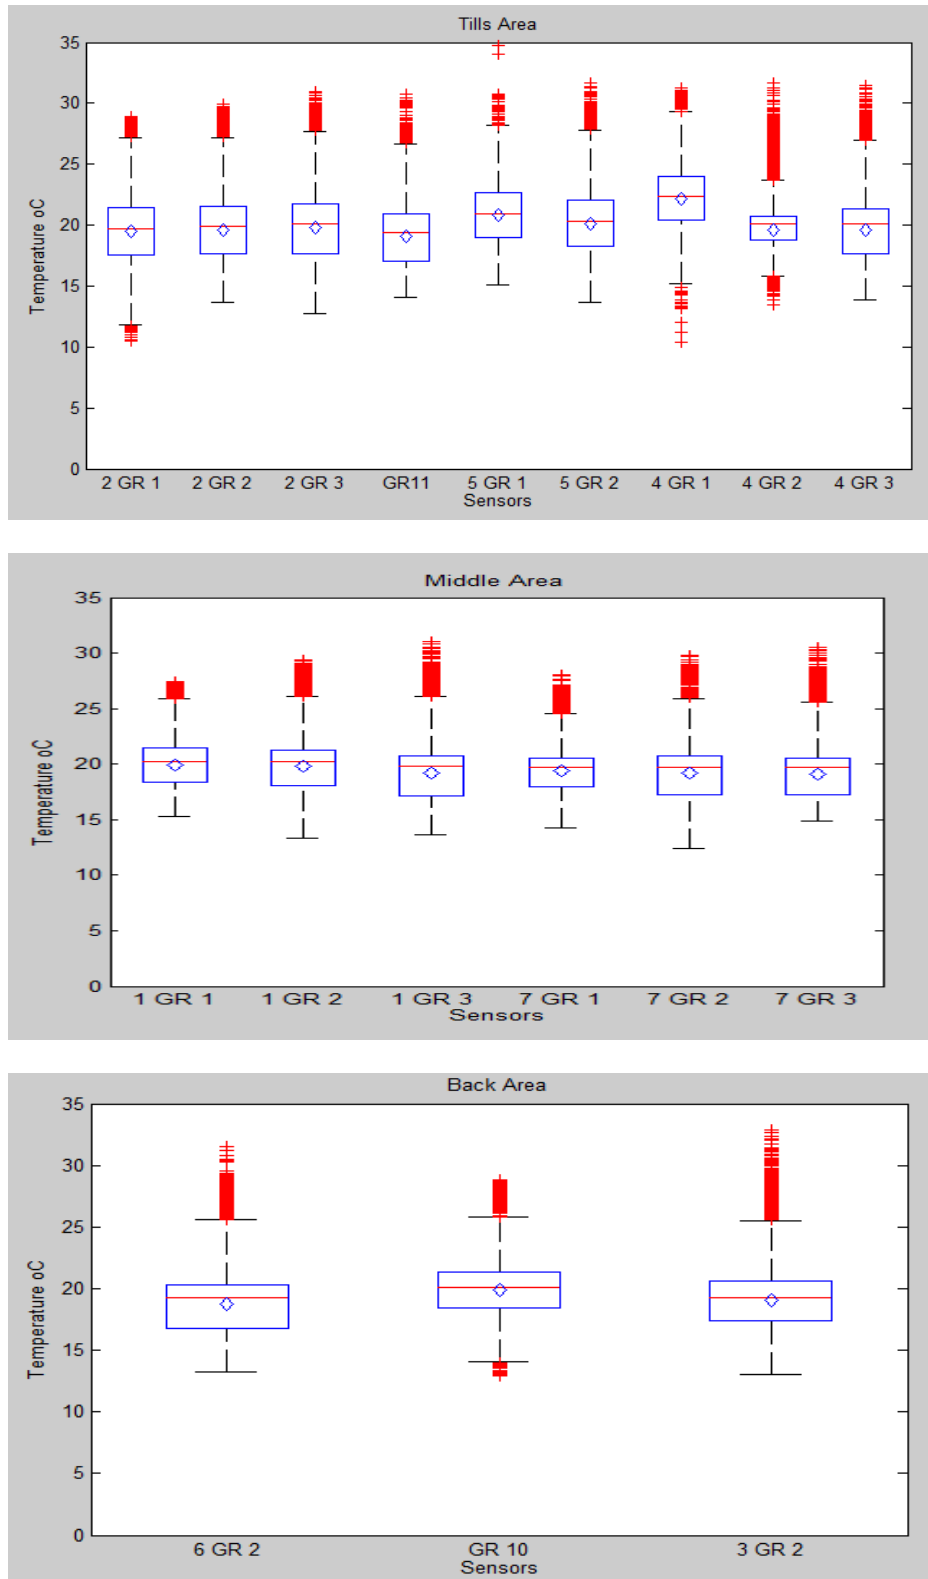 Tills Area
35
30
25
20
15
10
5
0
Temperature oC
2 GR 1 2 GR 2 2 GR 3 GR11 5 GR 1 5 GR 2 4 GR 1 4 GR 2 4 GR 3
Sensors
Middle Area
35
30
25
20
15
10
5
0
Temperature oC
1 GR 1 1 GR 2 1 GR 3 7 GR 1 7 GR 2 7 GR 3
Sensors
Back Area
35
30
25
20
15
10
5
0
Temperature oC
6 GR 2 GR 10 3 GR 2
Sensors